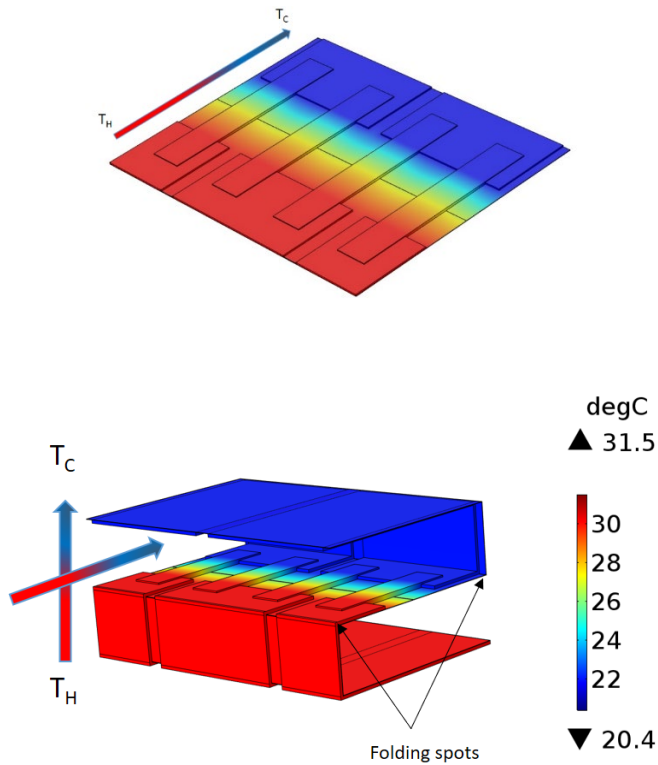 T_C
T_H
degC
▲ 31.5
T_C
30
28
26
24
22
T_H
▼ 20.4
Folding spots